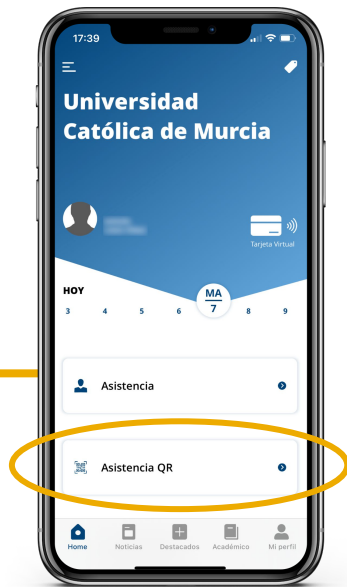 17:39
Universidad
Católica de Murcia
Tarjeta Virtual
HOY
MA
3 4 5 6 7 8 9
Asistencia
Asistencia QR
Home Noticias Destacados Académico Mi perfil